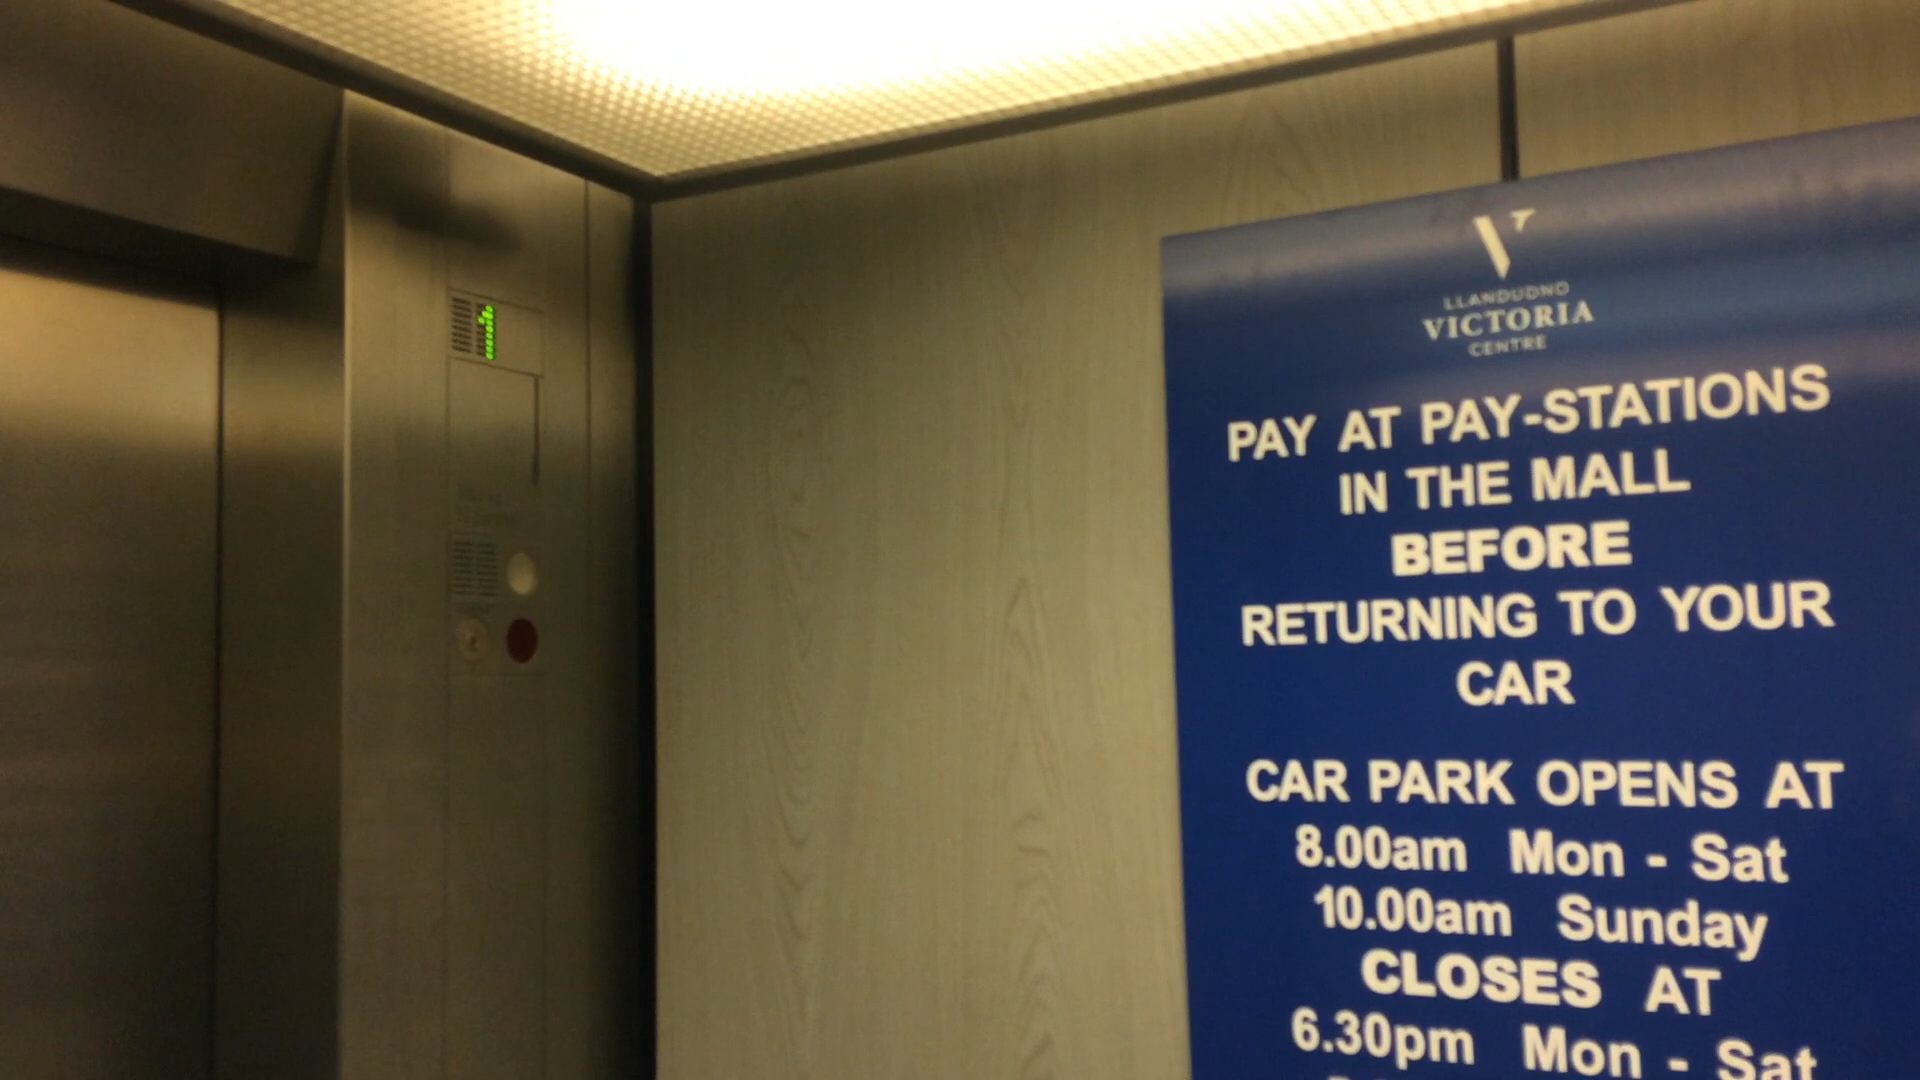 1
V
LLANDUDNO
VICTORIA
CENTRE
PAY AT PAY-STATIONS
IN THE MALL
BEFORE
RETURNING TO YOUR
CAR
CAR PARK OPENS AT
8.00am Mon - Sat
10.00am Sunday
CLOSES AT
6.30pm Mon - Sat